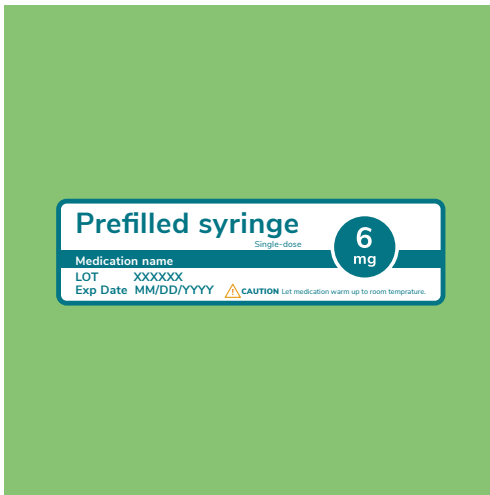 Prefilled syringe
Single-dose
6
mg
Medication name
LOT XXXXXX
Exp Date MM/DD/YYYY
! CAUTION Let medication warm up to room temprature.